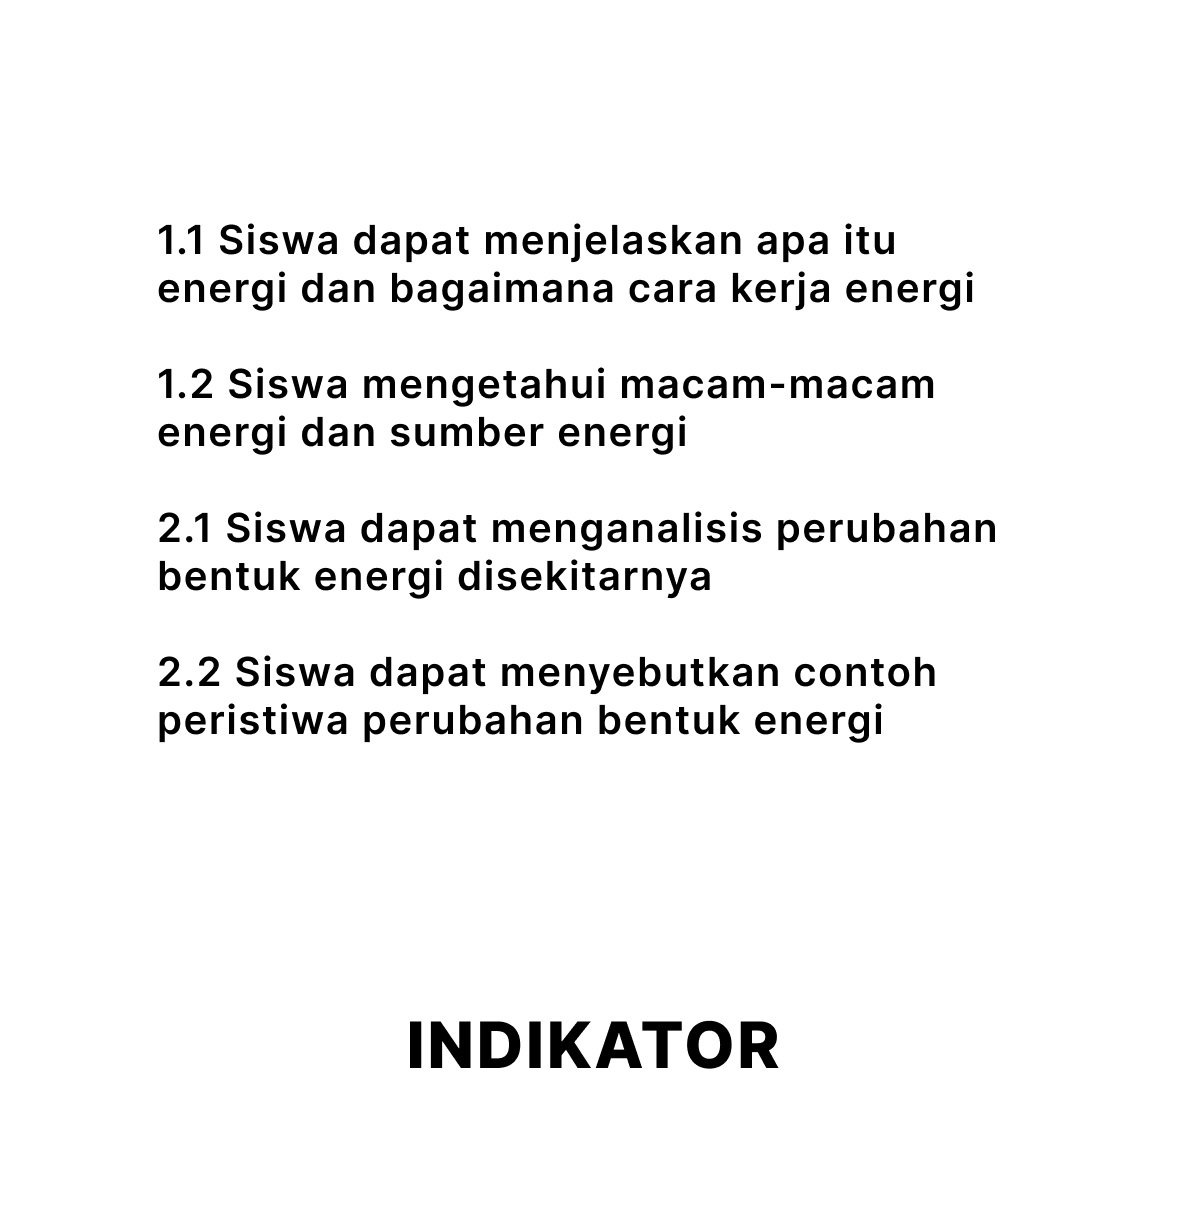 1.1 Siswa dapat menjelaskan apa itu
energi dan bagaimana cara kerja energi
1.2 Siswa mengetahui macam-macam
energi dan sumber energi
2.1 Siswa dapat menganalisis perubahan
bentuk energi disekitarnya
2.2 Siswa dapat menyebutkan contoh
peristiwa perubahan bentuk energi
INDIKATOR